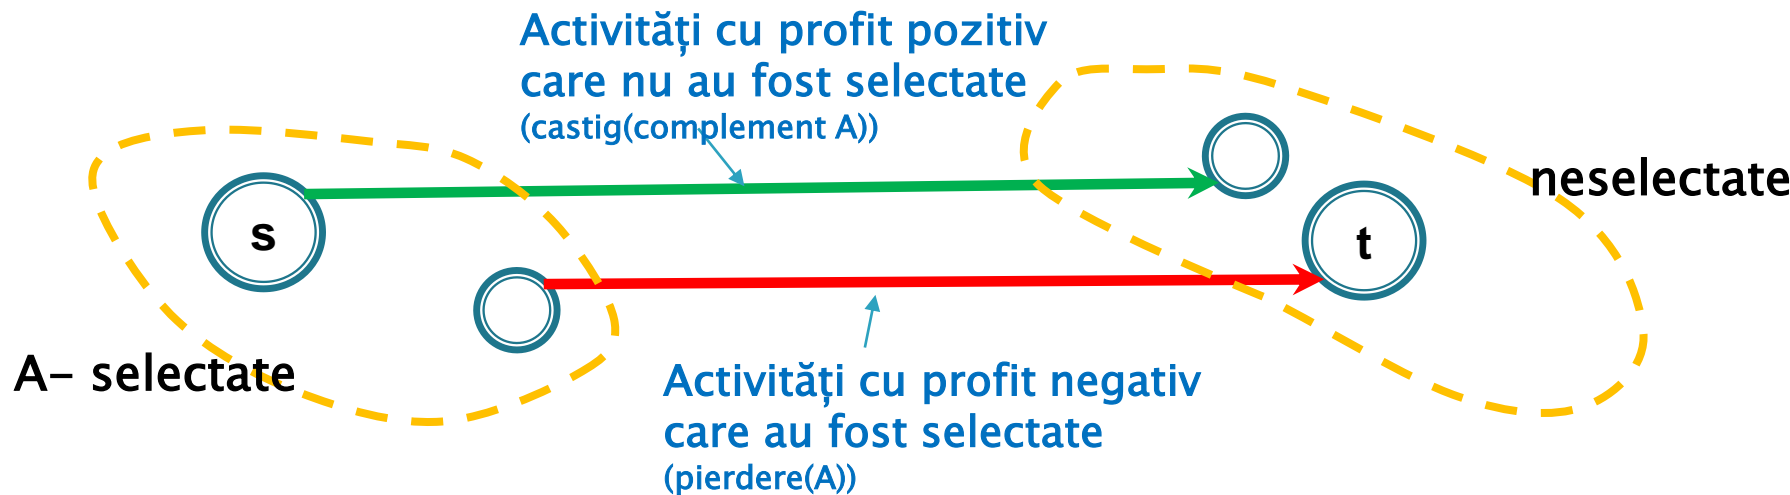 Activități cu profit pozitiv
care nu au fost selectate
(castig(complement A))
neselectate
s
t
A– selectate
Activități cu profit negativ
care au fost selectate
(pierdere(A))